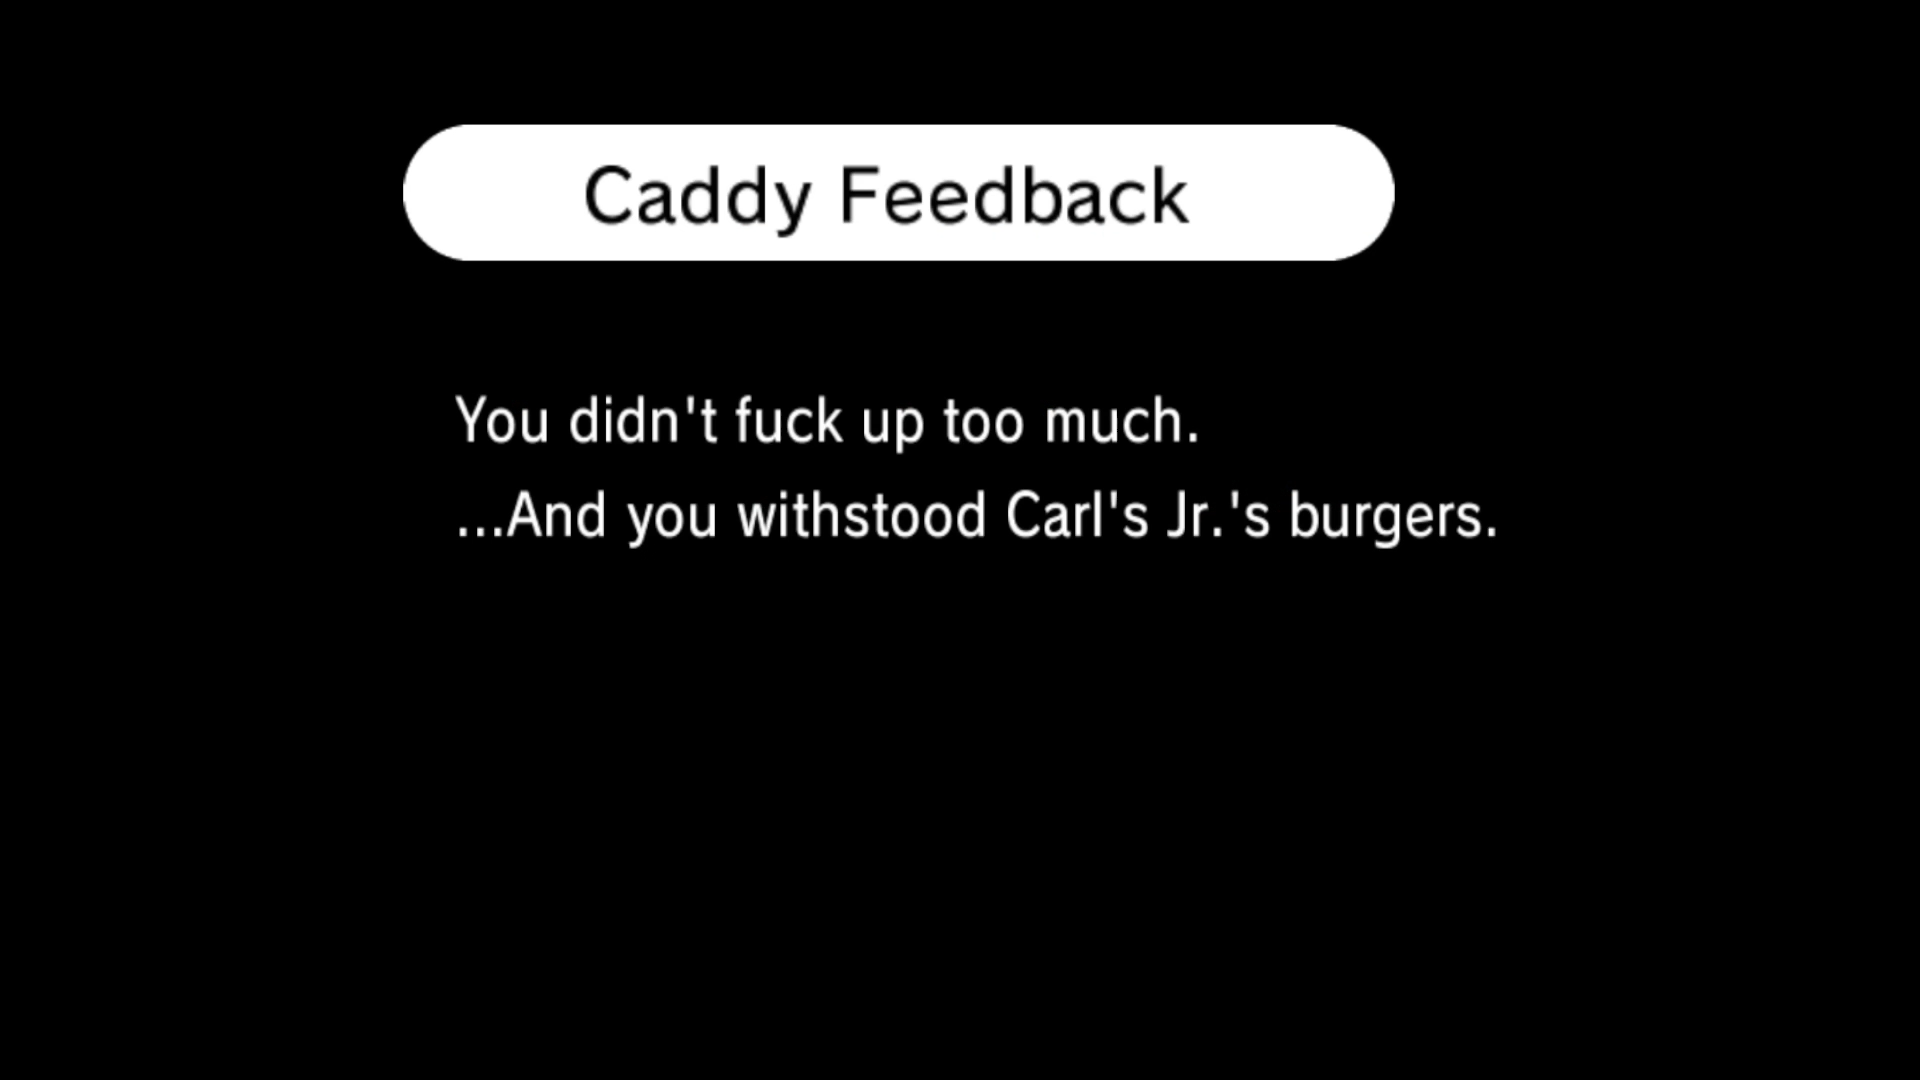 Caddy Feedback
You didn't fuck up too much.
...And you withstood Carl's Jr.'s burgers.